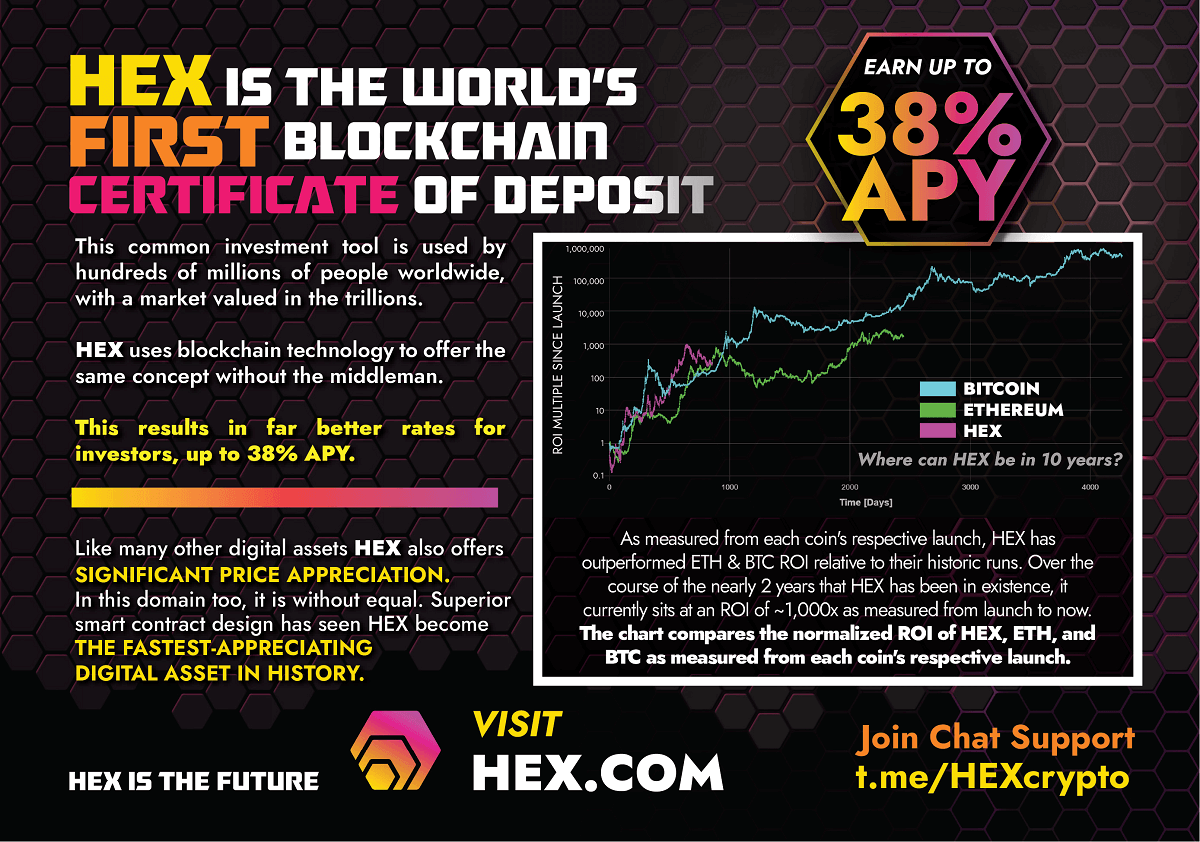 HEX IS THE WORLD'S
FIRST BLOCKCHAIN
CERTIFICATE OF DEPOSIT
EARN UP TO
38%
APY
This common investment tool is used by
hundreds of millions of people worldwide,
with a market valued in the trillions.
HEX uses blockchain technology to offer the
same concept without the middleman.
This results in far better rates for
investors, up to 38% APY.
Like many other digital assets HEX also offers
SIGNIFICANT PRICE APPRECIATION.
In this domain too, it is without equal. Superior
smart contract design has seen HEX become
THE FASTEST-APPRECIATING
DIGITAL ASSET IN HISTORY.
ROI MULTIPLE SINCE LAUNCH
1,000,000
100,000
10,000
1,000
100
10
1
0.1
0 1000 2000 3000 4000
Time [Days]
BITCOIN
ETHEREUM
HEX
Where can HEX be in 10 years?
As measured from each coin's respective launch, HEX has
outperformed ETH & BTC ROI relative to their historic runs. Over the
course of the nearly 2 years that HEX has been in existence, it
currently sits at an ROI of ~1,000x as measured from launch to now.
The chart compares the normalized ROI of HEX, ETH, and
BTC as measured from each coin's respective launch.
HEX IS THE FUTURE
VISIT
HEX.COM
Join Chat Support
t.me/HEXcrypto